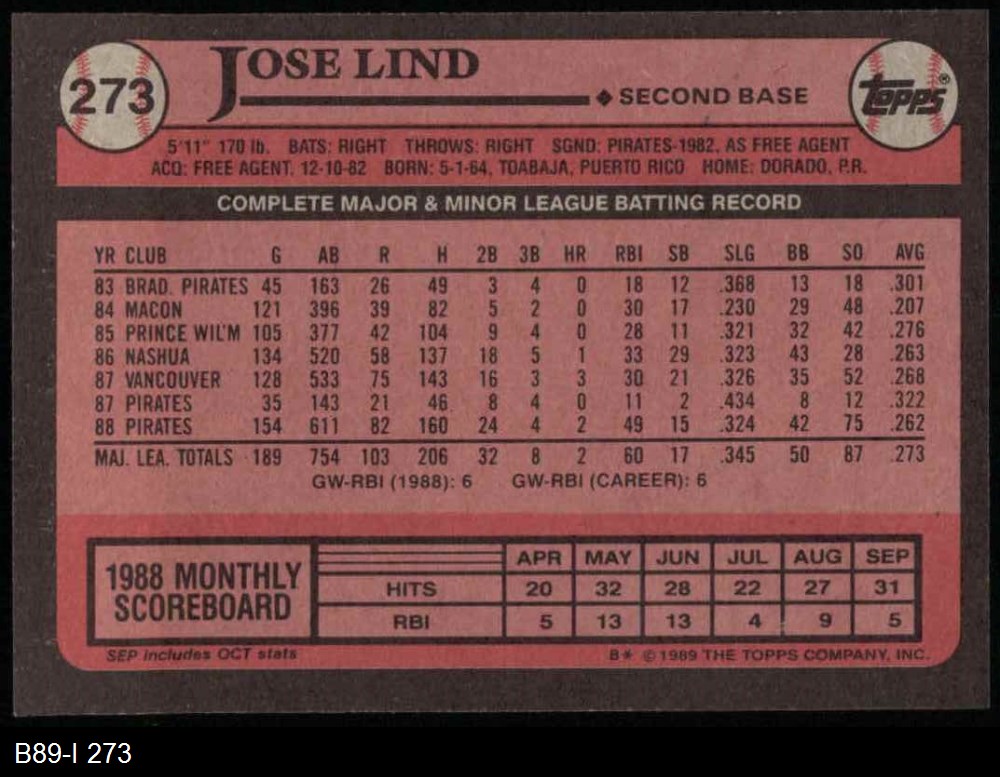 273
JOSE LIND
◆ SECOND BASE
Topps®
5'11" 170 lb. BATS: RIGHT THROWS: RIGHT SGND: PIRATES-1982, AS FREE AGENT
ACQ: FREE AGENT, 12-10-82 BORN: 5-1-64, TOABAJA, PUERTO RICO HOME: DORADO, P.R.
COMPLETE MAJOR & MINOR LEAGUE BATTING RECORD
YR CLUB G AB R H 2B 3B HR RBI SB SLG BB SO AVG
83 BRAD. PIRATES 45 163 26 49 3 4 0 18 12 .368 13 18 .301
84 MACON 121 396 39 82 5 2 0 30 17 .230 29 48 .207
85 PRINCE WIL'M 105 377 42 104 9 4 0 28 11 .321 32 42 .276
86 NASHUA 134 520 58 137 18 5 1 33 29 .323 43 28 .263
87 VANCOUVER 128 533 75 143 16 3 3 30 21 .326 35 52 .268
87 PIRATES 35 143 21 46 8 4 0 11 2 .434 8 12 .322
88 PIRATES 154 611 82 160 24 4 2 49 15 .324 42 75 .262
MAJ. LEA. TOTALS 189 754 103 206 32 8 2 60 17 .345 50 87 .273
GW-RBI (1988): 6 GW-RBI (CAREER): 6
1988 MONTHLY
SCOREBOARD
APR MAY JUN JUL AUG SEP
HITS 20 32 28 22 27 31
RBI 5 13 13 4 9 5
SEP includes OCT stats
B* © 1989 THE TOPPS COMPANY, INC.
B89-I 273